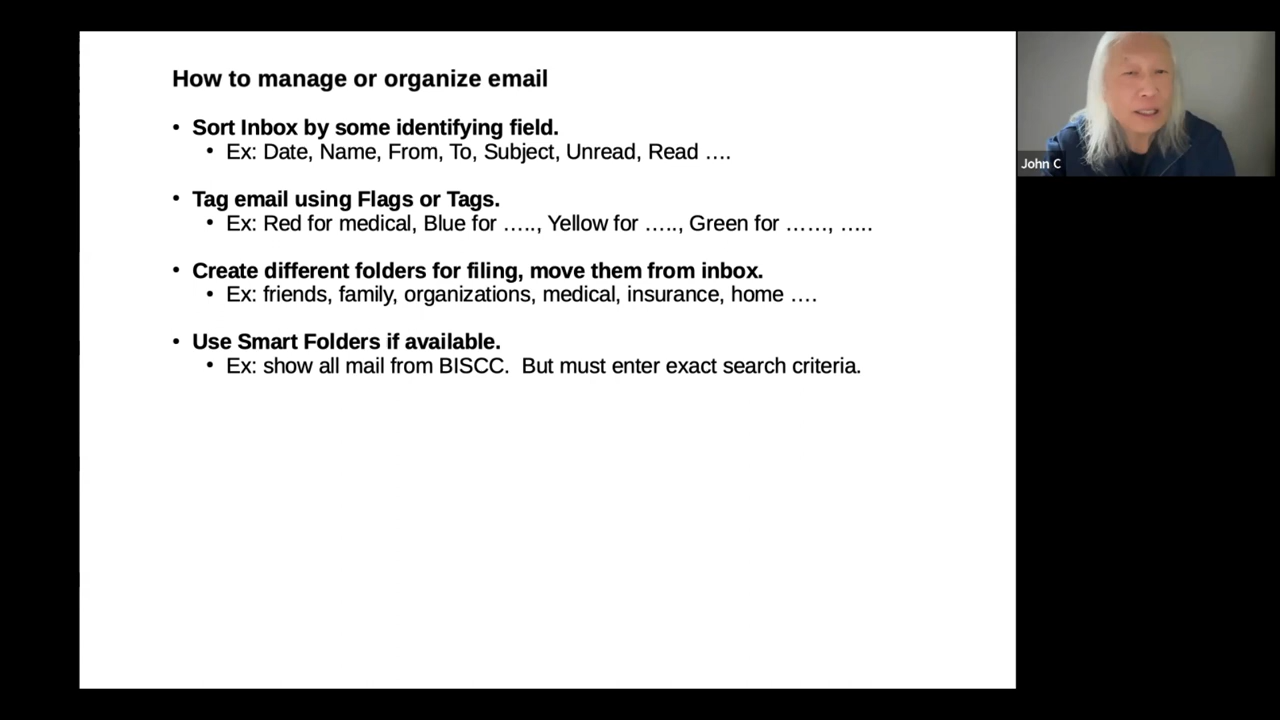 How to manage or organize email
• Sort Inbox by some identifying field.
• Ex: Date, Name, From, To, Subject, Unread, Read ….
• Tag email using Flags or Tags.
• Ex: Red for medical, Blue for ….., Yellow for ….., Green for ……, …..
• Create different folders for filing, move them from inbox.
• Ex: friends, family, organizations, medical, insurance, home ….
• Use Smart Folders if available.
• Ex: show all mail from BISCC.  But must enter exact search criteria.
John C